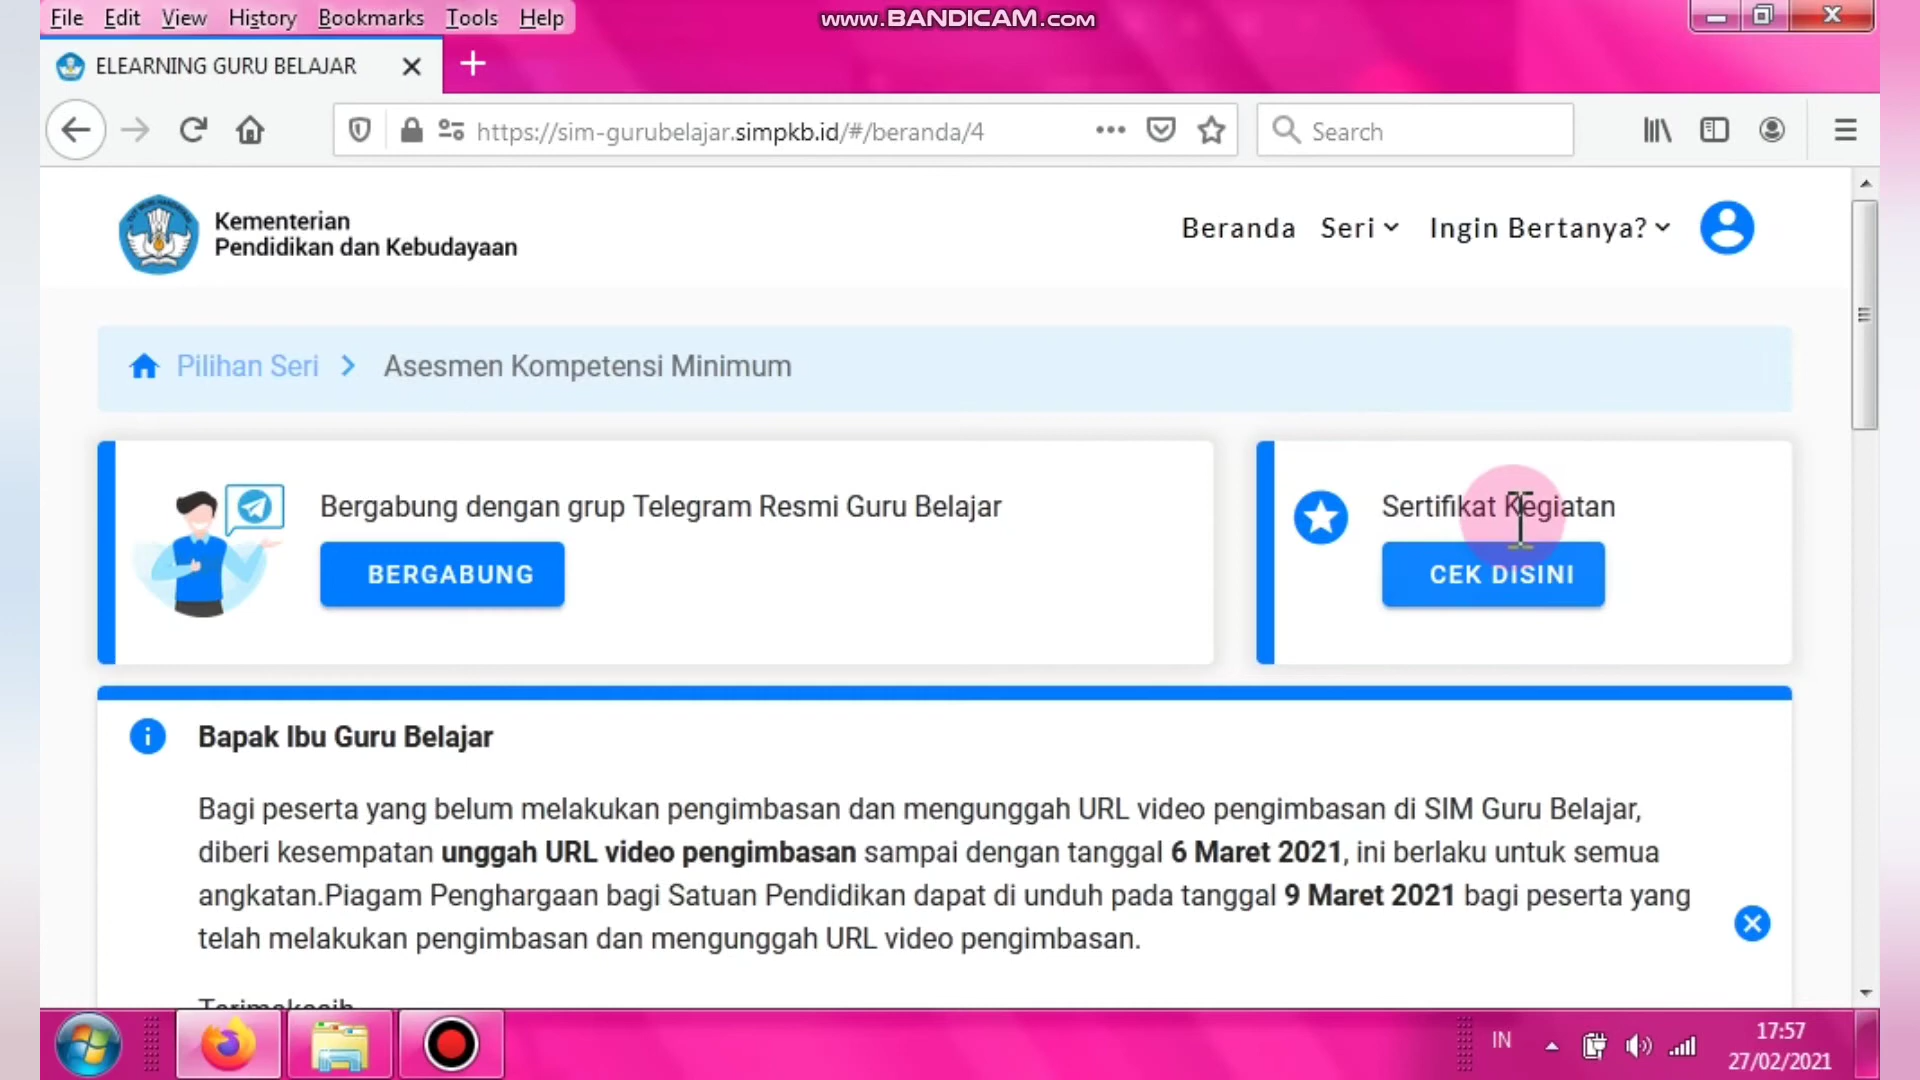 File Edit View History Bookmarks Tools Help
www.BANDICAM.com
ELEARNING GURU BELAJAR
https://sim-gurubelajar.simpkb.id/#/beranda/4
Search
Kementerian
Pendidikan dan Kebudayaan
Beranda Seri Ingin Bertanya?
Pilihan Seri Asesmen Kompetensi Minimum
Bergabung dengan grup Telegram Resmi Guru Belajar
BERGABUNG
Sertifikat Kegiatan
CEK DISINI
Bapak Ibu Guru Belajar
Bagi peserta yang belum melakukan pengimbasan dan mengunggah URL video pengimbasan di SIM Guru Belajar,
diberi kesempatan unggah URL video pengimbasan sampai dengan tanggal 6 Maret 2021, ini berlaku untuk semua
angkatan.Piagam Penghargaan bagi Satuan Pendidikan dapat di unduh pada tanggal 9 Maret 2021 bagi peserta yang
telah melakukan pengimbasan dan mengunggah URL video pengimbasan.
Terimakasih
IN
17:57
27/02/2021